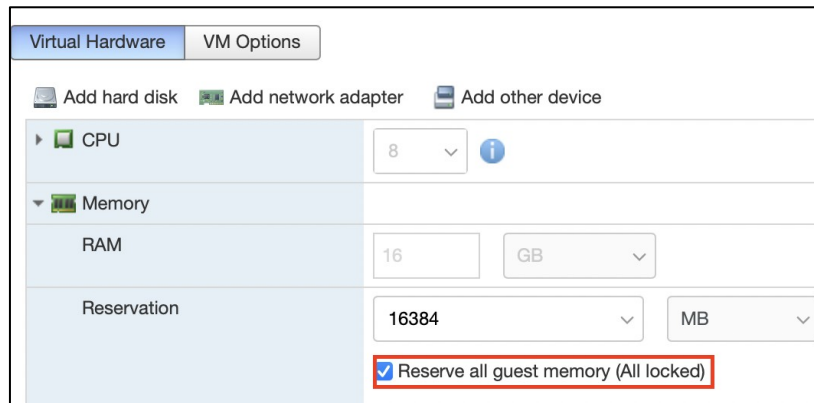 Virtual Hardware VM Options
Add hard disk Add network adapter Add other device
CPU 8 i
Memory
RAM 16 GB
Reservation 16384 MB
Reserve all guest memory (All locked)